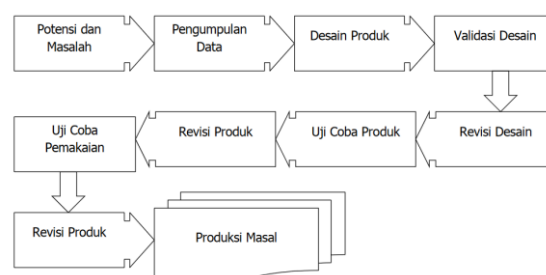 Potensi dan
Masalah
Pengumpulan
Data
Desain Produk
Validasi Desain
Revisi Desain
Uji Coba Produk
Revisi Produk
Uji Coba
Pemakaian
Revisi Produk
Produksi Masal